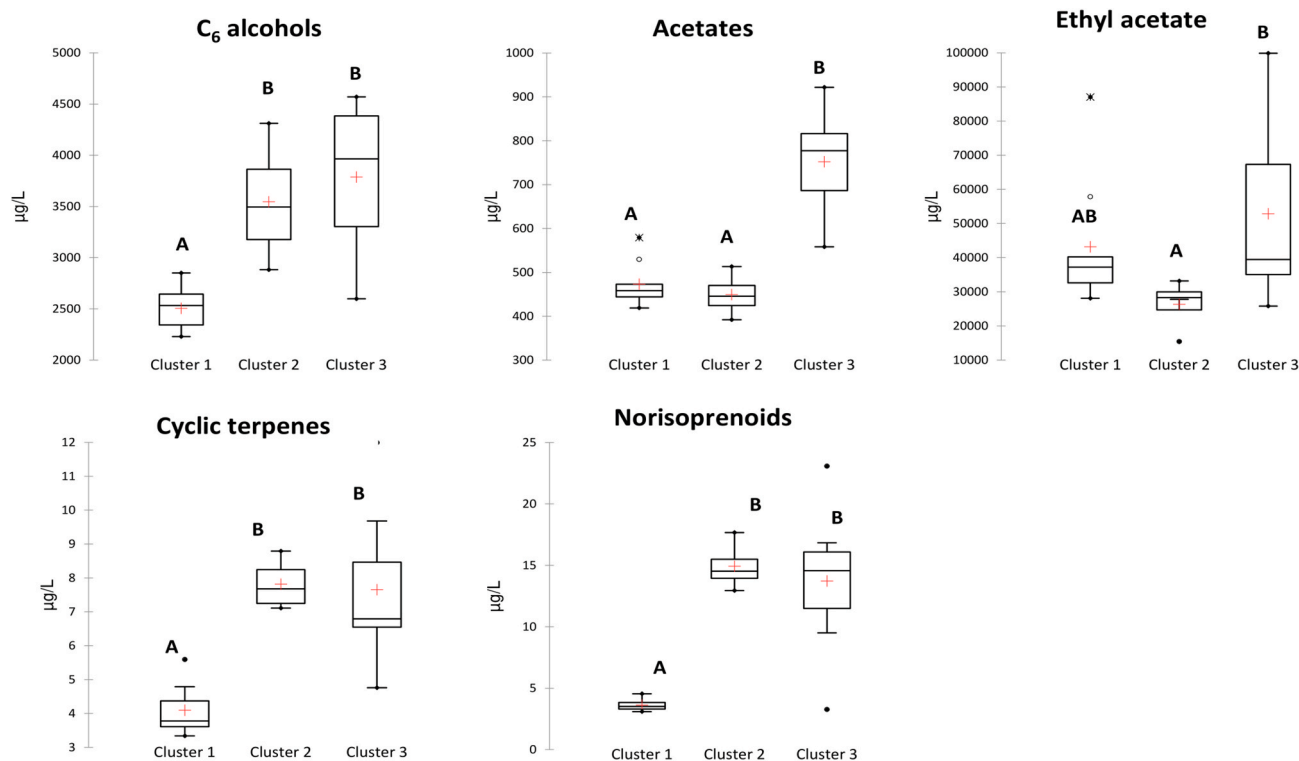 C₆ alcohols
5000
4500
4000
3500
3000
2500
2000
µg/L
A
B
B
Cluster 1 Cluster 2 Cluster 3
Acetates
1000
900
800
700
600
500
400
300
µg/L
A
A
B
Cluster 1 Cluster 2 Cluster 3
Ethyl acetate
100000
90000
80000
70000
60000
50000
40000
30000
20000
10000
µg/L
AB
A
B
Cluster 1 Cluster 2 Cluster 3
Cyclic terpenes
12
11
10
9
8
7
6
5
4
3
µg/L
A
B
B
Cluster 1 Cluster 2 Cluster 3
Norisoprenoids
25
20
15
10
5
0
µg/L
A
B
B
Cluster 1 Cluster 2 Cluster 3